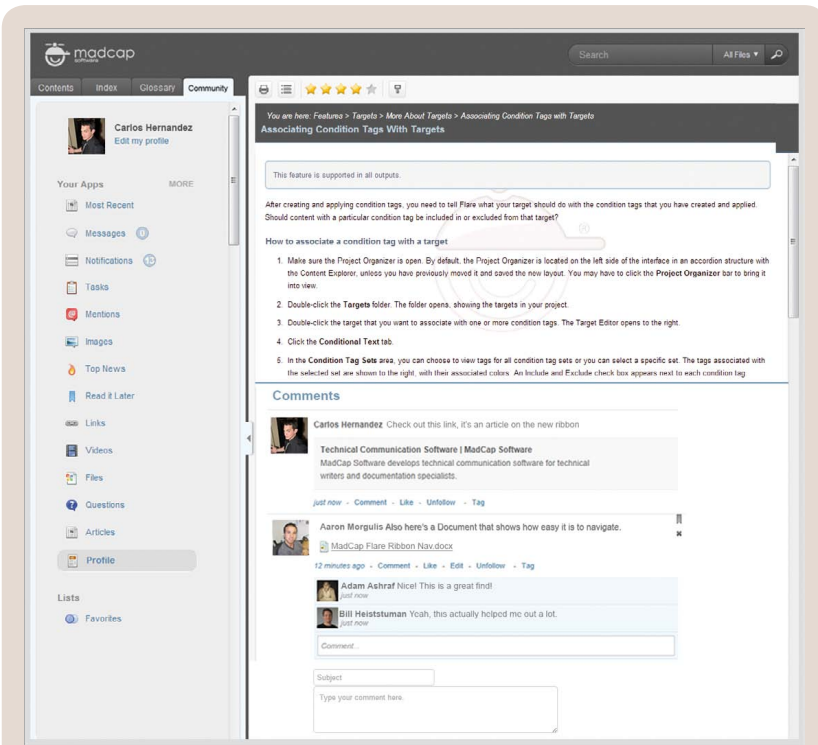 madcap
software
Search
All Files
Contents Index Glossary Community
Carlos Hernandez
Edit my profile
Your Apps MORE
Most Recent
Messages
Notifications
Tasks
Mentions
Images
Top News
Read it Later
Links
Videos
Files
Questions
Articles
Profile
Lists
Favorites
You are here: Features > Targets > More About Targets > Associating Condition Tags with Targets
Associating Condition Tags With Targets
This feature is supported in all outputs.
After creating and applying condition tags, you need to tell Flare what your target should do with the condition tags that you have created and applied.
Should content with a particular condition tag be included in or excluded from that target?
How to associate a condition tag with a target
1. Make sure the Project Organizer is open. By default, the Project Organizer is located on the left side of the interface in an accordion structure with
the Content Explorer, unless you have previously moved it and saved the new layout. You may have to click the Project Organizer bar to bring it
into view.
2. Double-click the Targets folder. The folder opens, showing the targets in your project.
3. Double-click the target that you want to associate with one or more condition tags. The Target Editor opens to the right.
4. Click the Conditional Text tab.
5. In the Condition Tag Sets area, you can choose to view tags for all condition tag sets or you can select a specific set. The tags associated with
the selected set are shown to the right, with their associated colors. An Include and Exclude check box appears next to each condition tag
Comments
Carlos Hernandez Check out this link, it's an article on the new ribbon
Technical Communication Software | MadCap Software
MadCap Software develops technical communication software for technical
writers and documentation specialists.
just now - Comment - Like - Unfollow - Tag
Aaron Morgulis Also here's a Document that shows how easy it is to navigate.
MadCap Flare Ribbon Nav.docx
12 minutes ago - Comment - Like - Edit - Unfollow - Tag
Adam Ashraf Nice! This is a great find!
just now
Bill Heiststuman Yeah, this actually helped me out a lot.
just now
Comment...
Subject
Type your comment here.